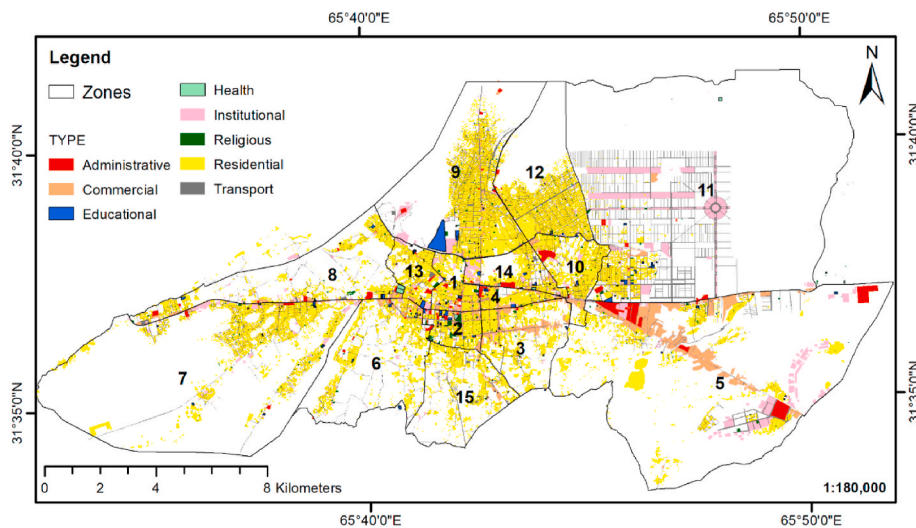 65°40'0"E
65°50'0"E
Legend
Zones
TYPE
Administrative
Commercial
Educational
Health
Institutional
Religious
Residential
Transport
N
31°40'0"N
31°40'0"N
9
12
11
8
13
1
14
10
4
2
3
7
6
5
15
31°35'0"N
31°35'0"N
0 2 4 8 Kilometers
1:180,000
65°40'0"E
65°50'0"E